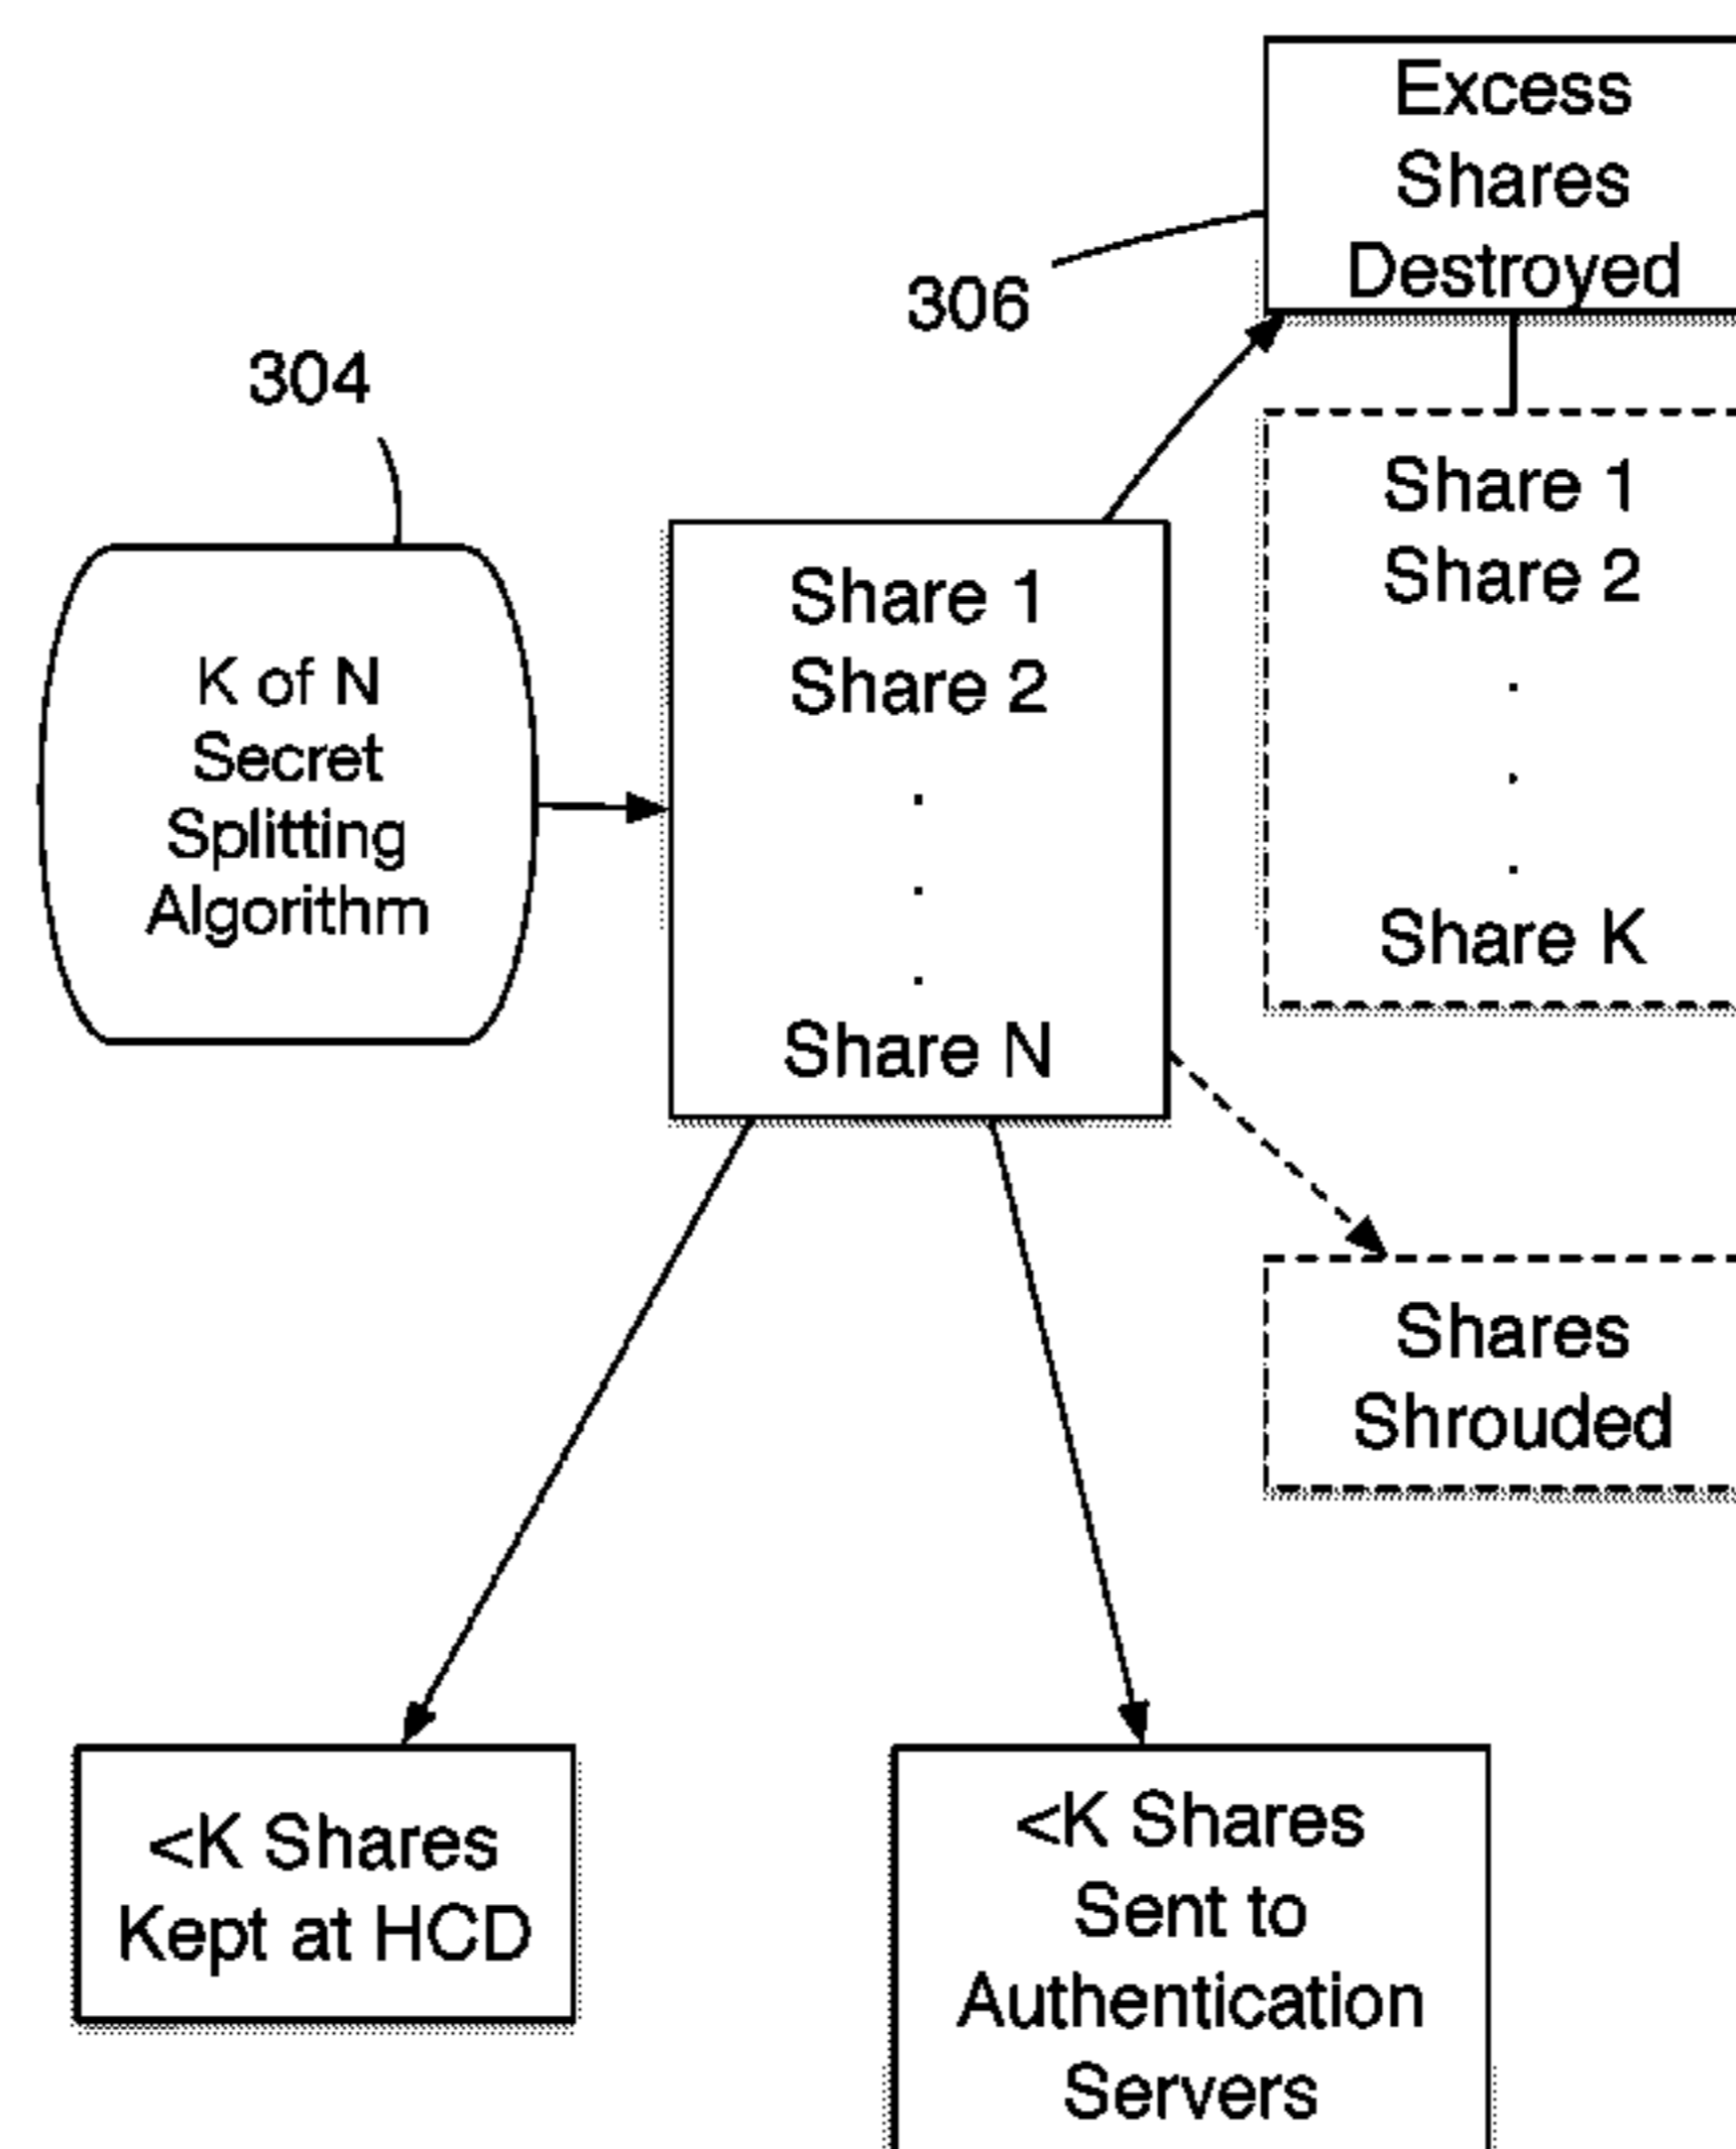 Excess
Shares
Destroyed
306
304
Share 1
Share 2
.
.
.
Share K
K of N
Secret
Splitting
Algorithm
Share 1
Share 2
.
.
.
Share N
Shares
Shrouded
<K Shares
Kept at HCD
<K Shares
Sent to
Authentication
Servers